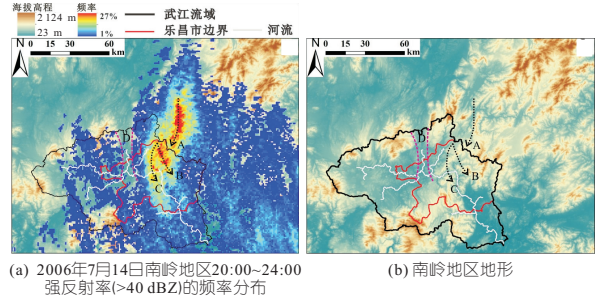 海拔高程 频率 武江流域
2 124 m 27% 乐昌市边界 河流
23 m 1%
N 0 15 30 60 km
N 0 15 30 60 km
D A B C
D A B C
(a) 2006年7月14日南岭地区20:00~24:00
强反射率(>40 dBZ)的频率分布
(b) 南岭地区地形